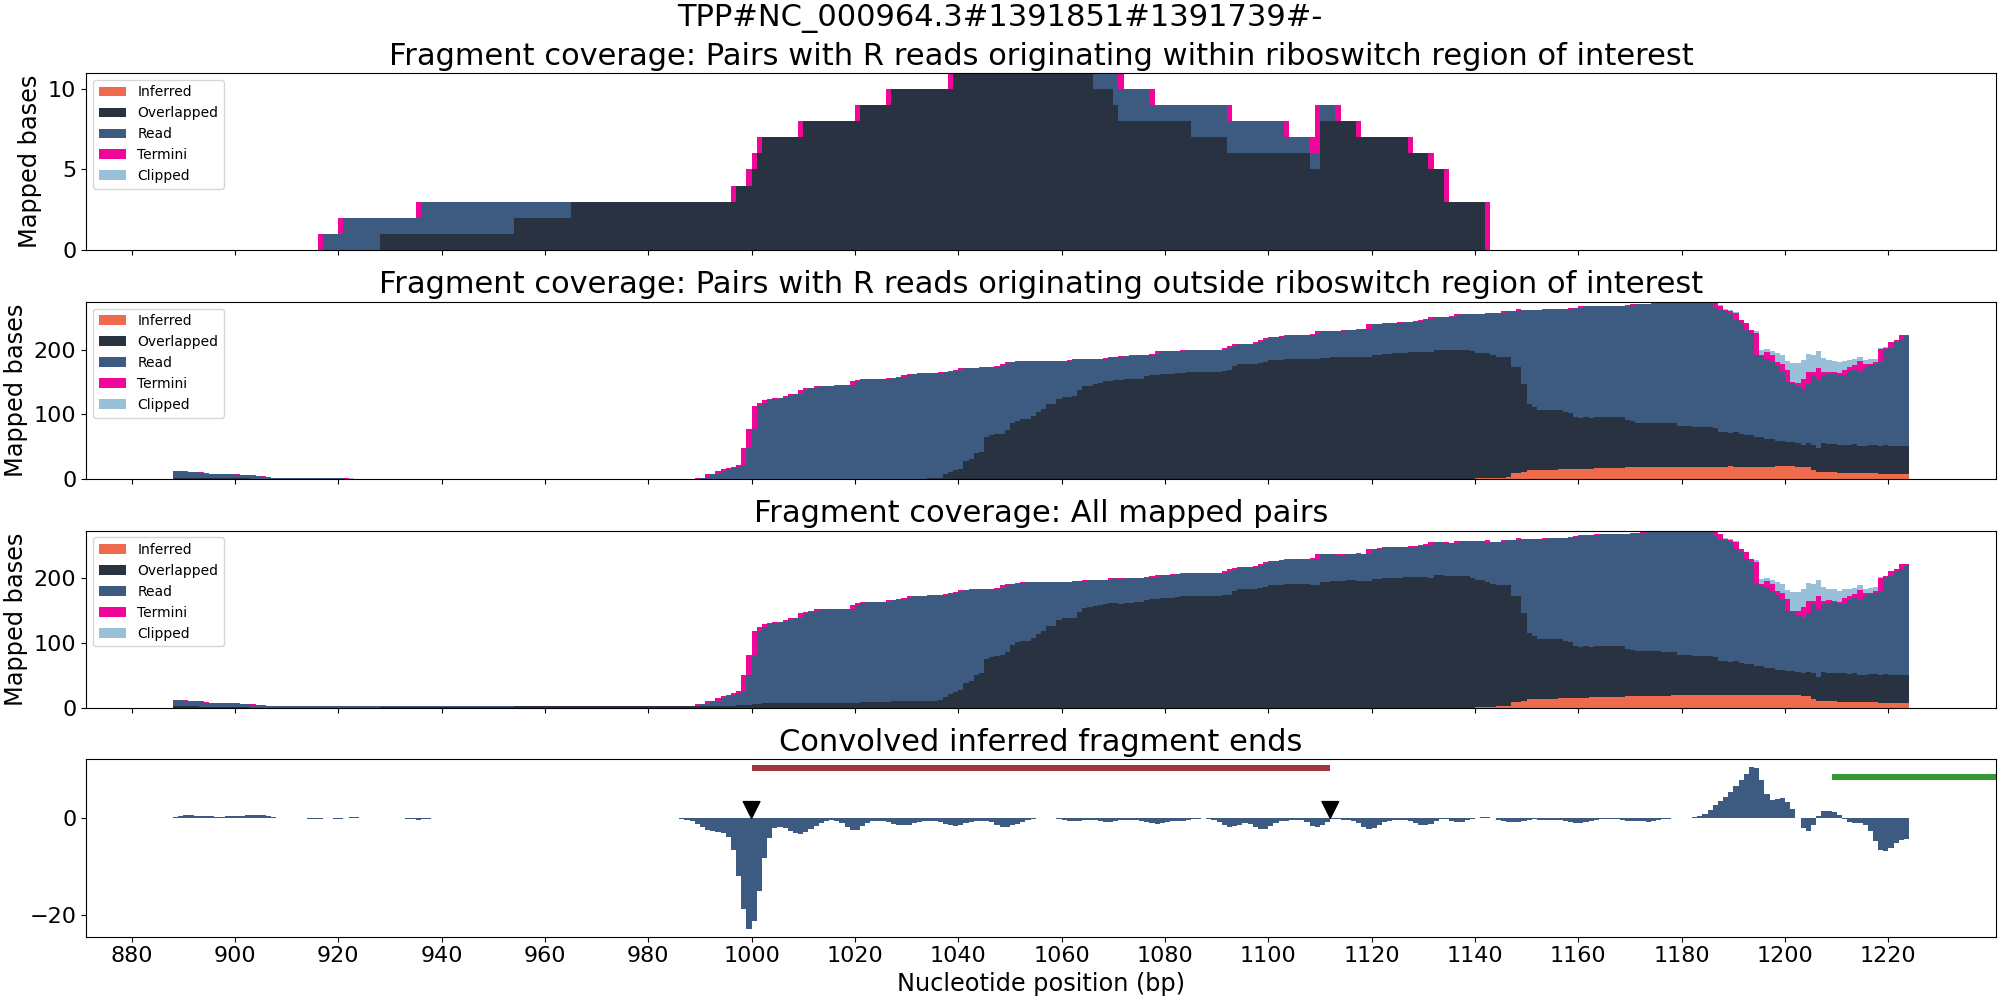 TPP#NC_000964.3#1391851#1391739#-
Fragment coverage: Pairs with R reads originating within riboswitch region of interest
Mapped bases
10
5
0
Inferred
Overlapped
Read
Termini
Clipped
Fragment coverage: Pairs with R reads originating outside riboswitch region of interest
Mapped bases
200
100
0
Inferred
Overlapped
Read
Termini
Clipped
Fragment coverage: All mapped pairs
Mapped bases
200
100
0
Inferred
Overlapped
Read
Termini
Clipped
Convolved inferred fragment ends
0
−20
880 900 920 940 960 980 1000 1020 1040 1060 1080 1100 1120 1140 1160 1180 1200 1220
Nucleotide position (bp)